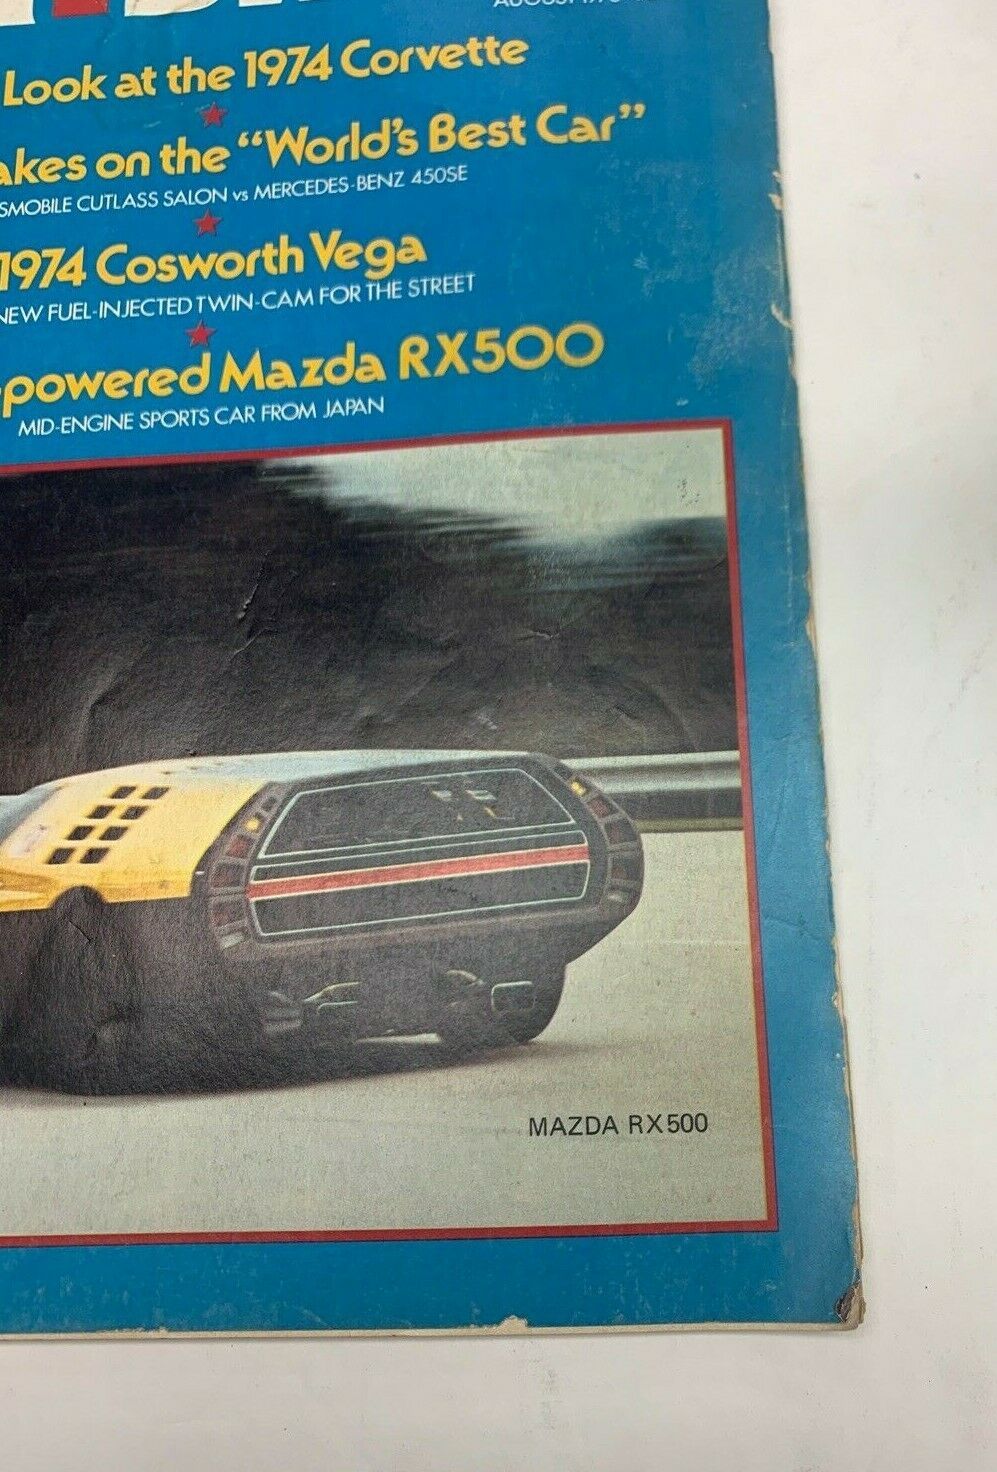 Look at the 1974 Corvette
on the "World's Best Car"
CUTLASS SALON vs MERCEDES-BENZ 450SE
1974 Cosworth Vega
NEW FUEL-INJECTED TWIN-CAM FOR THE STREET
-powered Mazda RX500
MID-ENGINE SPORTS CAR FROM JAPAN
MAZDA RX500